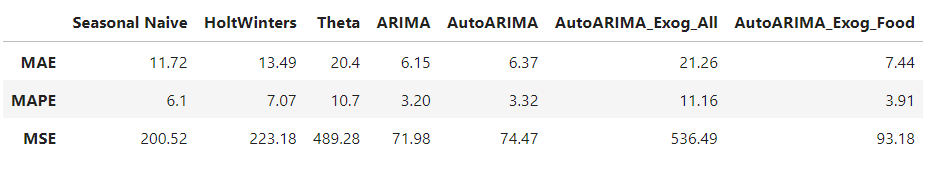 Seasonal Naive HoltWinters Theta ARIMA AutoARIMA AutoARIMA_Exog_All AutoARIMA_Exog_Food
MAE 11.72 13.49 20.4 6.15 6.37 21.26 7.44
MAPE 6.1 7.07 10.7 3.20 3.32 11.16 3.91
MSE 200.52 223.18 489.28 71.98 74.47 536.49 93.18